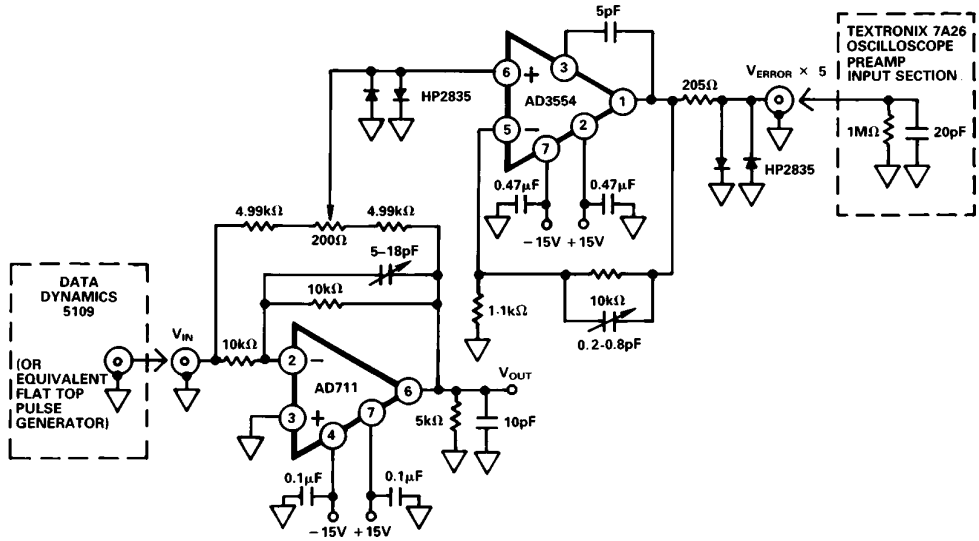 5pF
TEXTRONIX 7A26
OSCILLOSCOPE
PREAMP
INPUT SECTION
6
+
3
HP2835
AD3554
1
205Ω
VERROR × 5
5
−
2
7
1MΩ
20pF
HP2835
0.47μF
0.47μF
−15V +15V
4.99kΩ
4.99kΩ
200Ω
5–18pF
10kΩ
1.1kΩ
10kΩ
0.2-0.8pF
DATA
DYNAMICS
5109
(OR
EQUIVALENT
FLAT TOP
PULSE
GENERATOR)
VIN
10kΩ
2
−
AD711
6
VOUT
3
+
7
4
5kΩ
10pF
0.1μF
0.1μF
−15V +15V